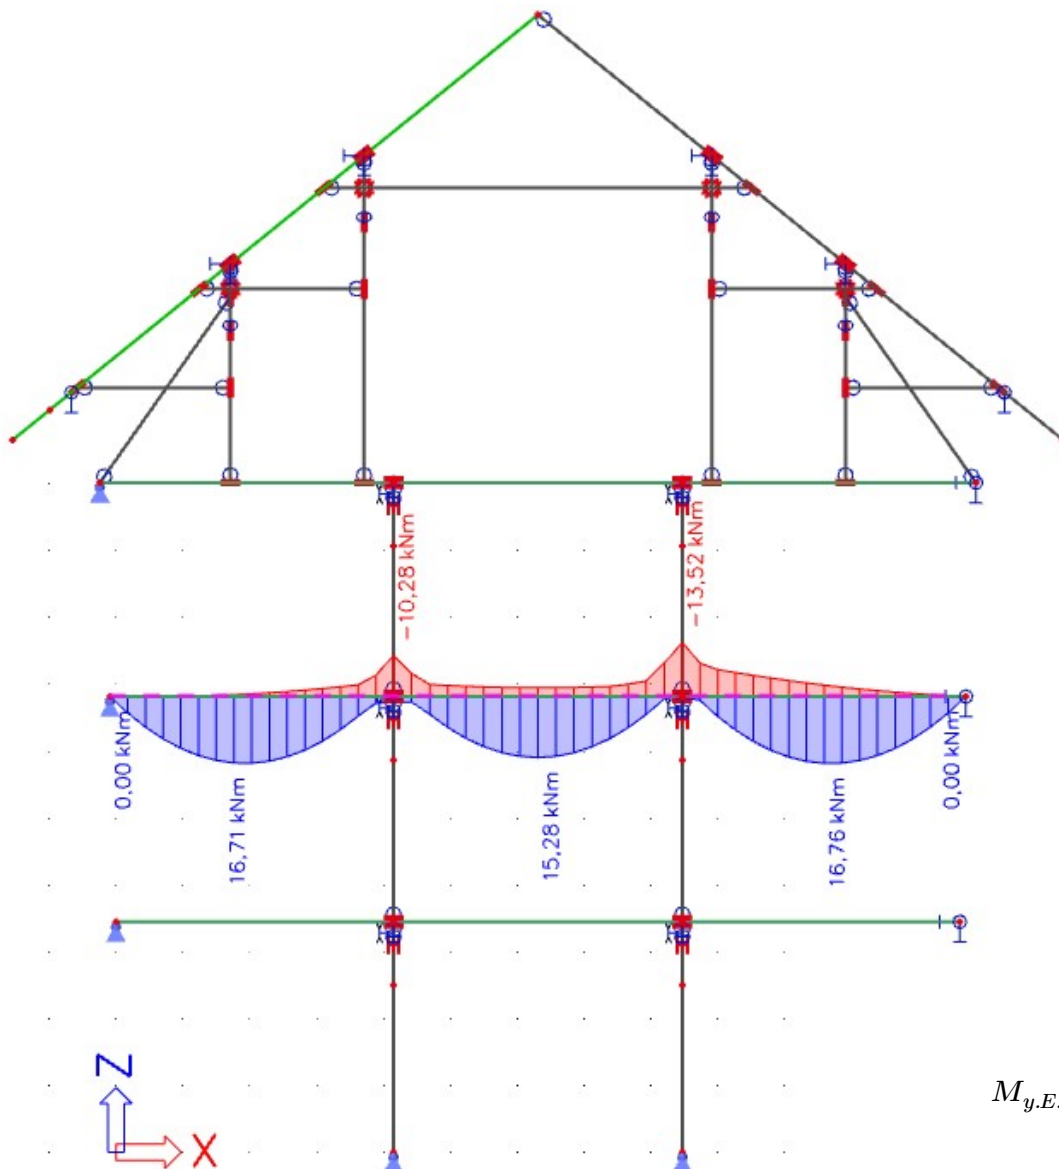 −10,28 kNm
−13,52 kNm
0,00 kNm
16,71 kNm
15,28 kNm
16,76 kNm
0,00 kNm
Z
X
M_{y.E.